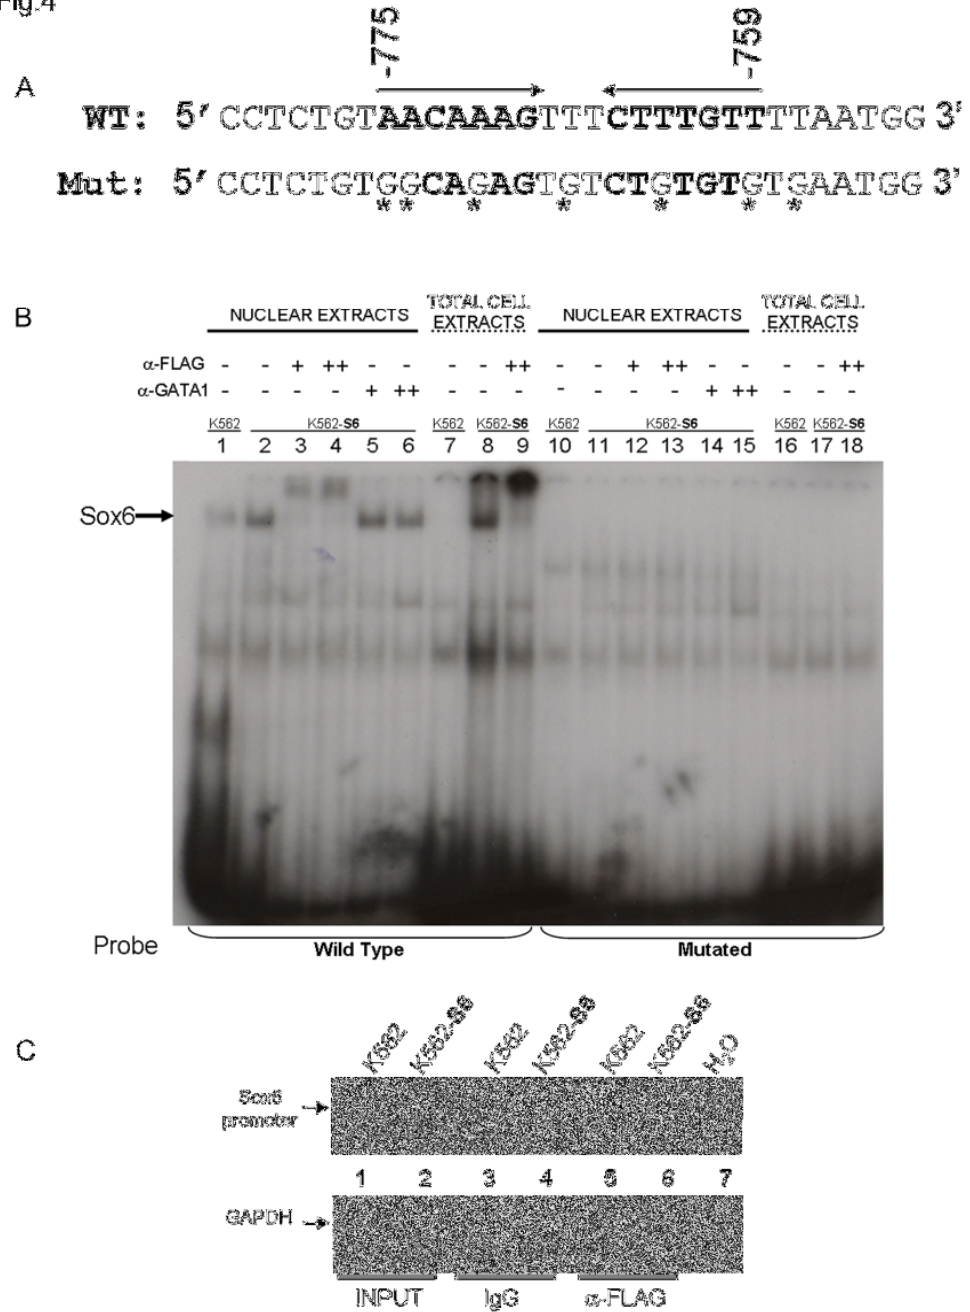 Fig.4
-775 -759
A
WT: 5' CCTCTGTAACAAAGTTTCTTTGTTTTAATGG 3'
Mut: 5' CCTCTGTGGCAGAGTGTCTGTGTGTGAATGG 3'
* * * * * * *
B
NUCLEAR EXTRACTS TOTAL CELL EXTRACTS NUCLEAR EXTRACTS TOTAL CELL EXTRACTS
α-FLAG - - + ++ - - - - ++ - - + ++ - - - - ++
α-GATA1 - - - - + ++ - - - - - - - + ++ - - -
K562 K562-S6 K562 K562-S6 K562 K562-S6 K562 K562-S6
1 2 3 4 5 6 7 8 9 10 11 12 13 14 15 16 17 18
Sox6
Probe Wild Type Mutated
C
K562 K562-S6 K562 K562-S6 K562 K562-S6 H2O
Sox6
promoter
1 2 3 4 5 6 7
GAPDH
INPUT IgG α-FLAG